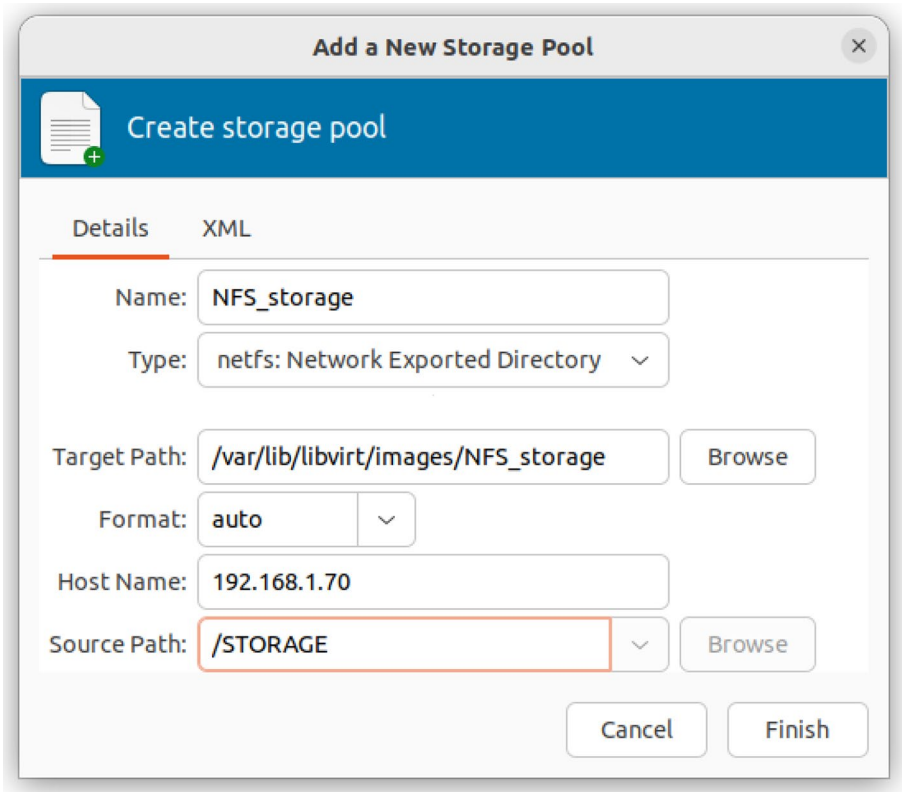 Add a New Storage Pool
Create storage pool
Details XML
Name: NFS_storage
Type: netfs: Network Exported Directory
Target Path: /var/lib/libvirt/images/NFS_storage Browse
Format: auto
Host Name: 192.168.1.70
Source Path: /STORAGE Browse
Cancel Finish